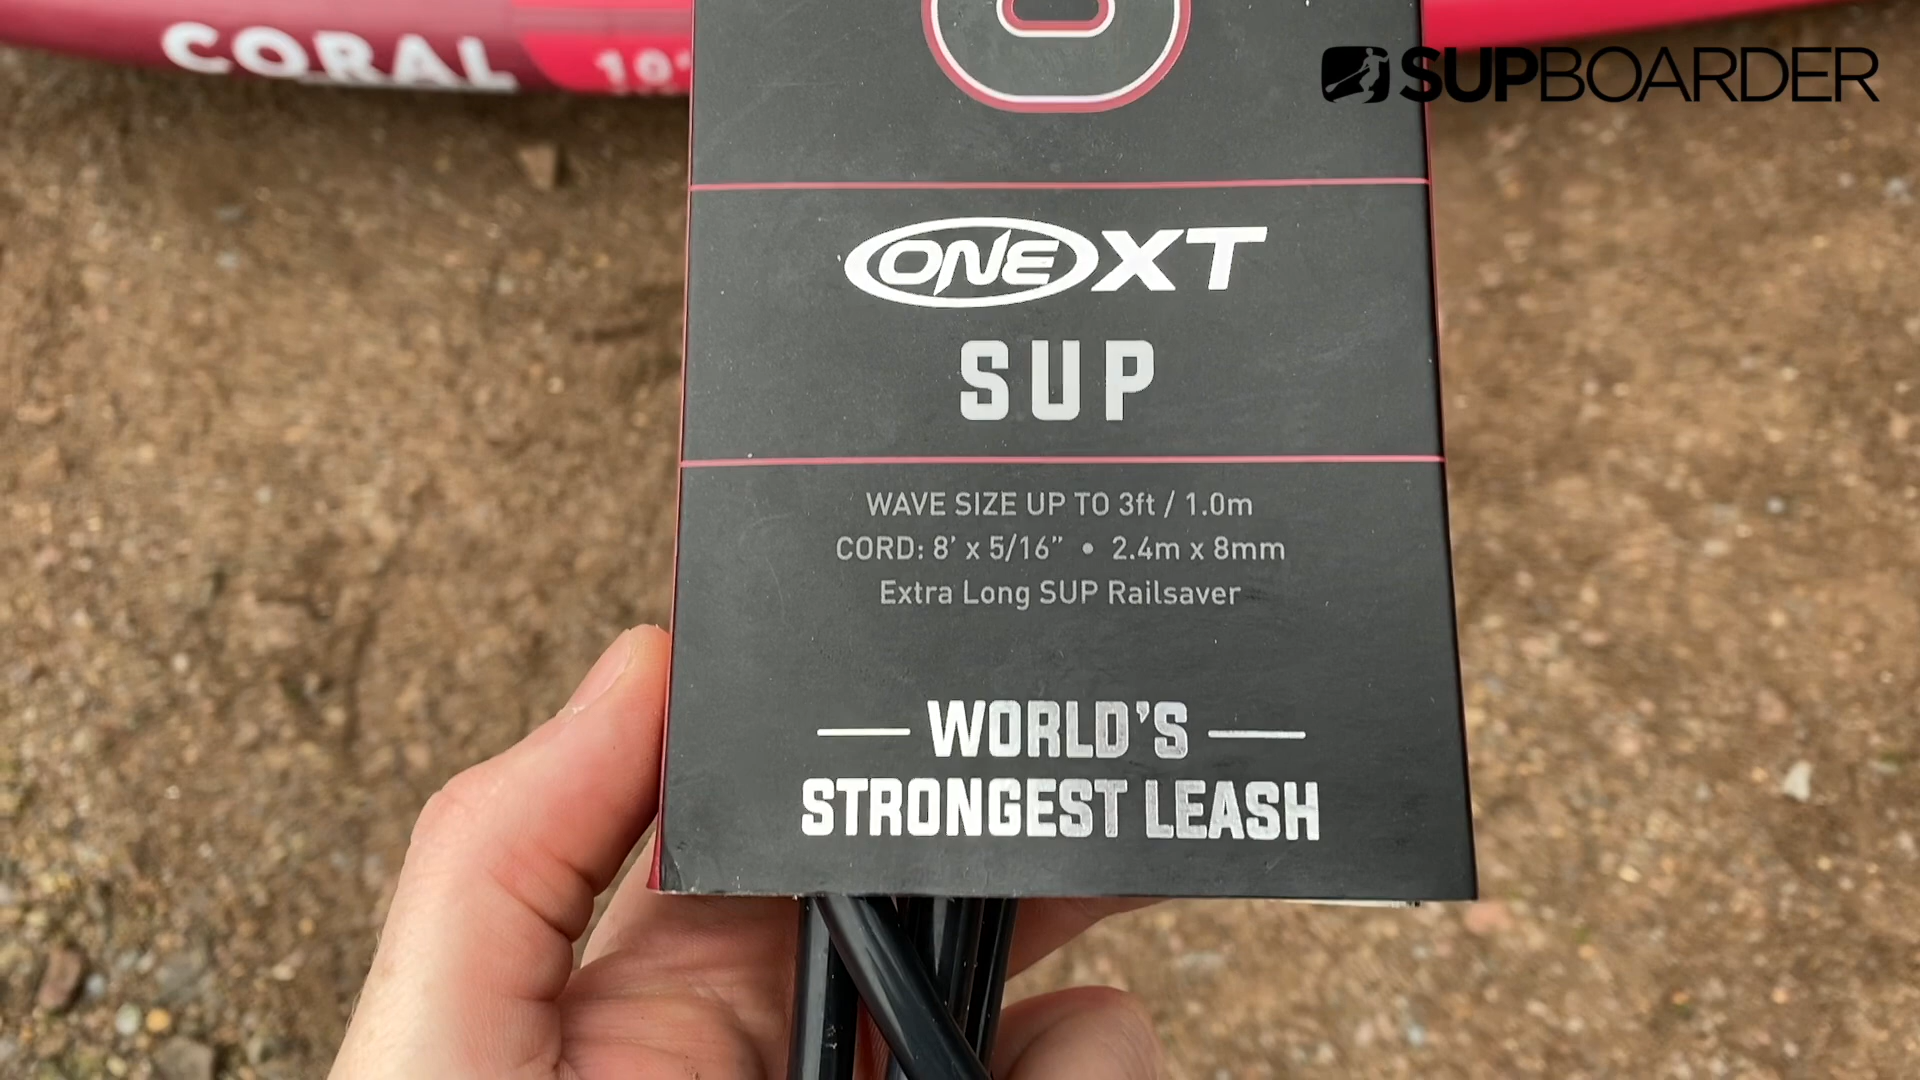 CORAL 10'
SUPBOARDER
ONE XT
SUP
WAVE SIZE UP TO 3ft / 1.0m
CORD: 8' x 5/16" • 2.4m x 8mm
Extra Long SUP Railsaver
WORLD'S
STRONGEST LEASH